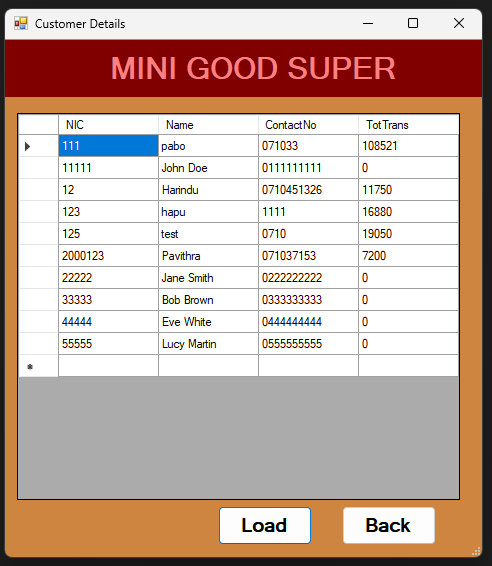 Customer Details
MINI GOOD SUPER
NIC Name ContactNo TotTrans
111 pabo 071033 108521
11111 John Doe 0111111111 0
12 Harindu 0710451326 11750
123 hapu 1111 16880
125 test 0710 19050
2000123 Pavithra 071037153 7200
22222 Jane Smith 0222222222 0
33333 Bob Brown 0333333333 0
44444 Eve White 0444444444 0
55555 Lucy Martin 0555555555 0
Load Back